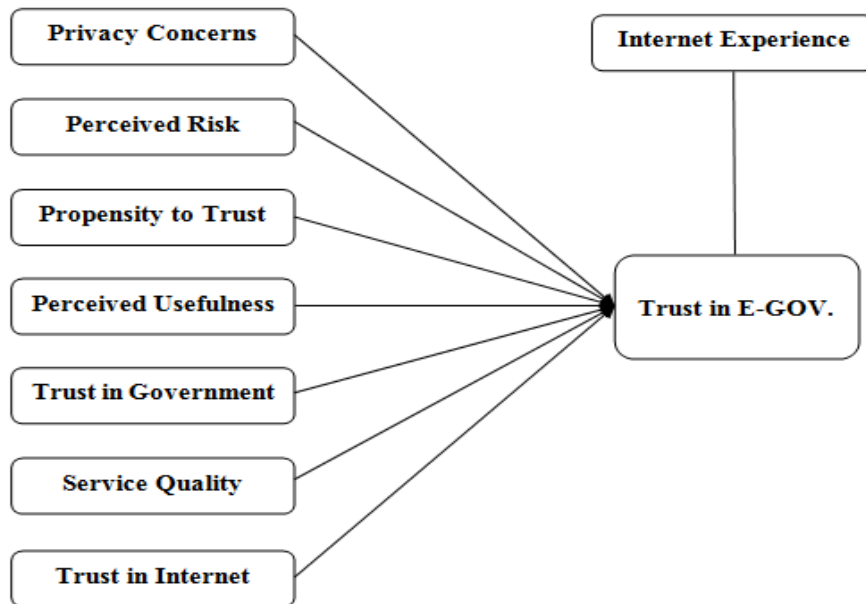 Privacy Concerns
Internet Experience
Perceived Risk
Propensity to Trust
Perceived Usefulness
Trust in E-GOV.
Trust in Government
Service Quality
Trust in Internet